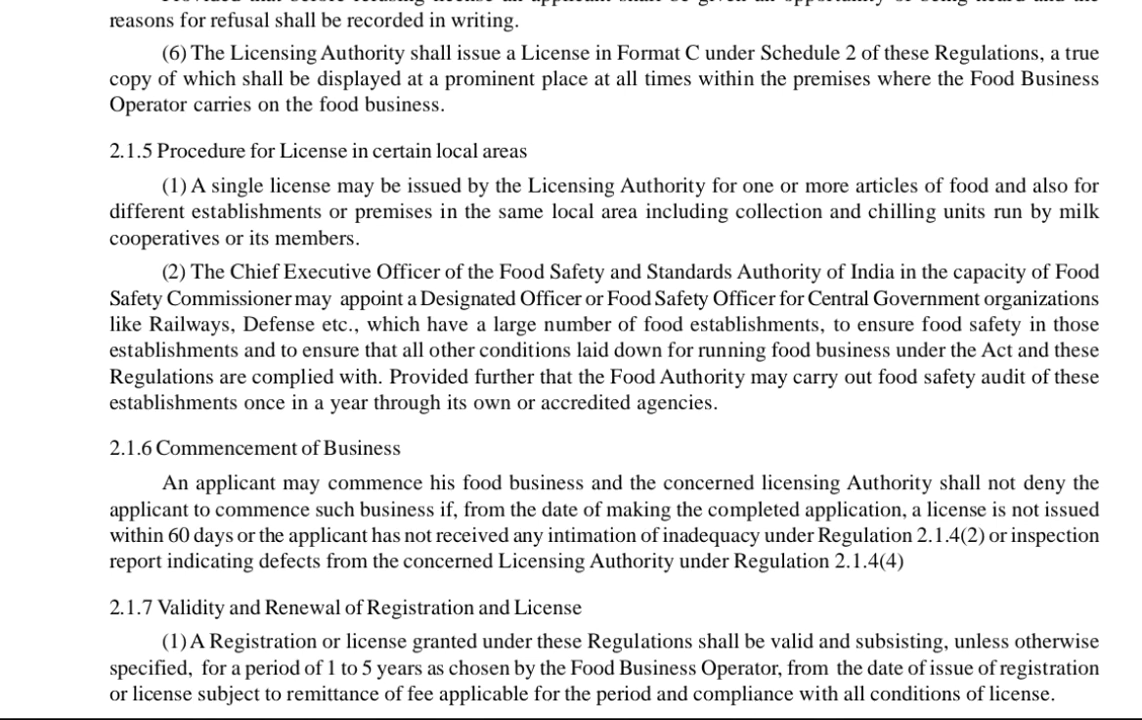 reasons for refusal shall be recorded in writing.
(6) The Licensing Authority shall issue a License in Format C under Schedule 2 of these Regulations, a true
copy of which shall be displayed at a prominent place at all times within the premises where the Food Business
Operator carries on the food business.
2.1.5 Procedure for License in certain local areas
(1) A single license may be issued by the Licensing Authority for one or more articles of food and also for
different establishments or premises in the same local area including collection and chilling units run by milk
cooperatives or its members.
(2) The Chief Executive Officer of the Food Safety and Standards Authority of India in the capacity of Food
Safety Commissioner may appoint a Designated Officer or Food Safety Officer for Central Government organizations
like Railways, Defense etc., which have a large number of food establishments, to ensure food safety in those
establishments and to ensure that all other conditions laid down for running food business under the Act and these
Regulations are complied with. Provided further that the Food Authority may carry out food safety audit of these
establishments once in a year through its own or accredited agencies.
2.1.6 Commencement of Business
An applicant may commence his food business and the concerned licensing Authority shall not deny the
applicant to commence such business if, from the date of making the completed application, a license is not issued
within 60 days or the applicant has not received any intimation of inadequacy under Regulation 2.1.4(2) or inspection
report indicating defects from the concerned Licensing Authority under Regulation 2.1.4(4)
2.1.7 Validity and Renewal of Registration and License
(1) A Registration or license granted under these Regulations shall be valid and subsisting, unless otherwise
specified, for a period of 1 to 5 years as chosen by the Food Business Operator, from the date of issue of registration
or license subject to remittance of fee applicable for the period and compliance with all conditions of license.